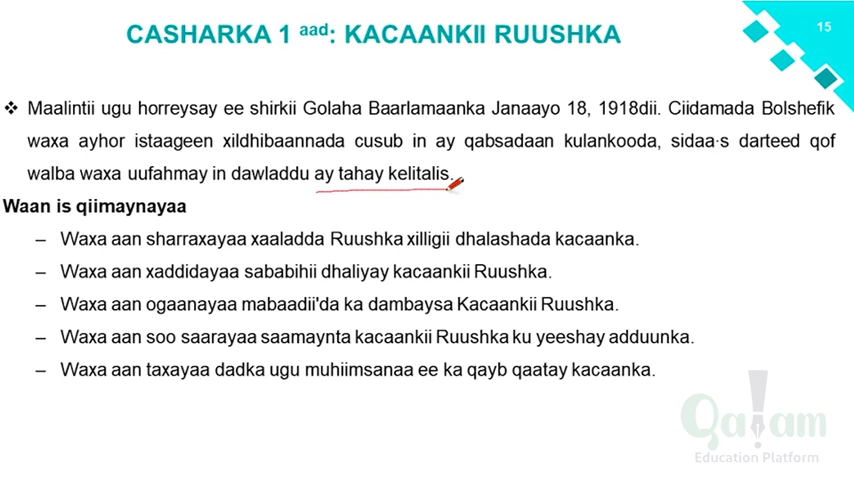 15
CASHARKA 1 aad: KACAANKII RUUSHKA
❖ Maalintii ugu horreysay ee shirkii Golaha Baarlamaanka Janaayo 18, 1918dii. Ciidamada Bolshefik
waxa ayhor istaageen xildhibaannada cusub in ay qabsadaan kulankooda, sidaa·s darteed qof
walba waxa uufahmay in dawladdu ay tahay kelitalis.
Waan is qiimaynayaa
– Waxa aan sharraxayaa xaaladda Ruushka xilligii dhalashada kacaanka.
– Waxa aan xaddidayaa sababihii dhaliyay kacaankii Ruushka.
– Waxa aan ogaanayaa mabaadii'da ka dambaysa Kacaankii Ruushka.
– Waxa aan soo saarayaa saamaynta kacaankii Ruushka ku yeeshay adduunka.
– Waxa aan taxayaa dadka ugu muhiimsanaa ee ka qayb qaatay kacaanka.
Qalam
Education Platform